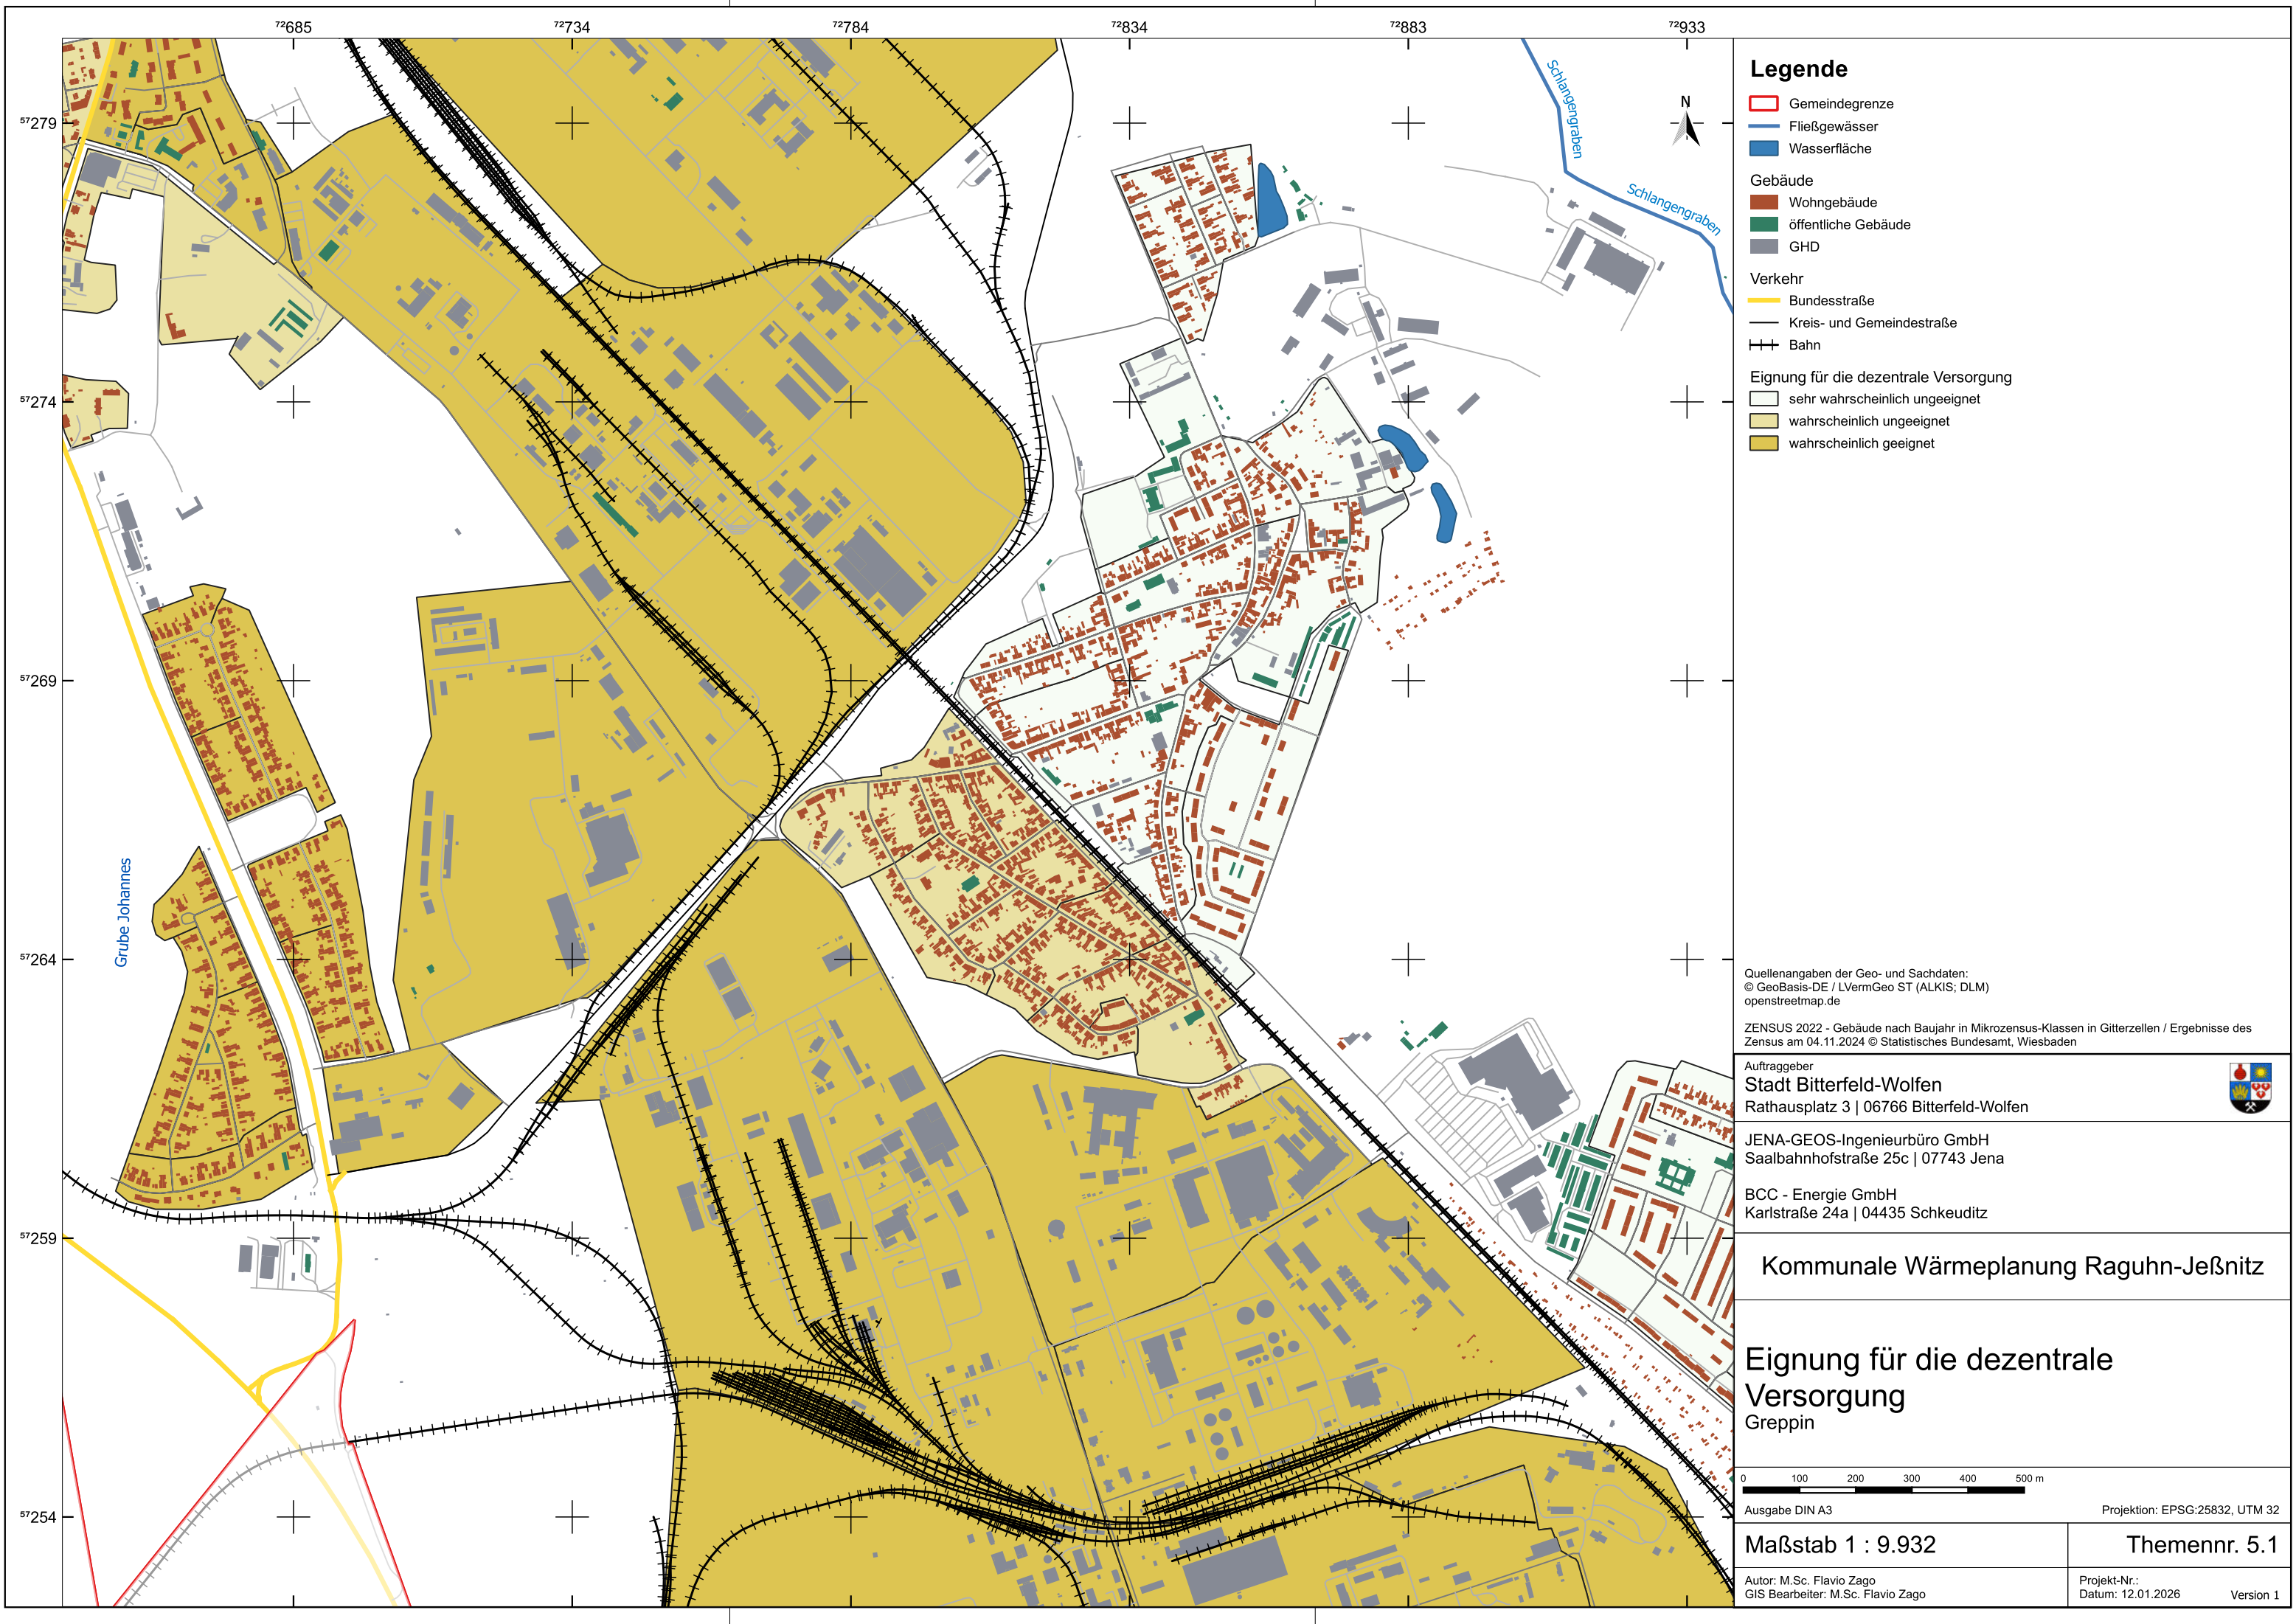 72685
72734
72784
72834
72883
72933
57279
57274
57269
57264
57259
57254
Schlangengraben
Schlangengraben
Grube Johannes
N
Legende
Gemeindegrenze
Fließgewässer
Wasserfläche
Gebäude
Wohngebäude
öffentliche Gebäude
GHD
Verkehr
Bundesstraße
Kreis- und Gemeindestraße
Bahn
Eignung für die dezentrale Versorgung
sehr wahrscheinlich ungeeignet
wahrscheinlich ungeeignet
wahrscheinlich geeignet
Quellenangaben der Geo- und Sachdaten:
© GeoBasis-DE / LVermGeo ST (ALKIS; DLM)
openstreetmap.de
ZENSUS 2022 - Gebäude nach Baujahr in Mikrozensus-Klassen in Gitterzellen / Ergebnisse des
Zensus am 04.11.2024 © Statistisches Bundesamt, Wiesbaden
Auftraggeber
Stadt Bitterfeld-Wolfen
Rathausplatz 3 | 06766 Bitterfeld-Wolfen
JENA-GEOS-Ingenieurbüro GmbH
Saalbahnhofstraße 25c | 07743 Jena
BCC - Energie GmbH
Karlstraße 24a | 04435 Schkeuditz
Kommunale Wärmeplanung Raguhn-Jeßnitz
Eignung für die dezentrale
Versorgung
Greppin
0 100 200 300 400 500 m
Ausgabe DIN A3 Projektion: EPSG:25832, UTM 32
Maßstab 1 : 9.932 Themennr. 5.1
Autor: M.Sc. Flavio Zago Projekt-Nr.:
GIS Bearbeiter: M.Sc. Flavio Zago Datum: 12.01.2026 Version 1